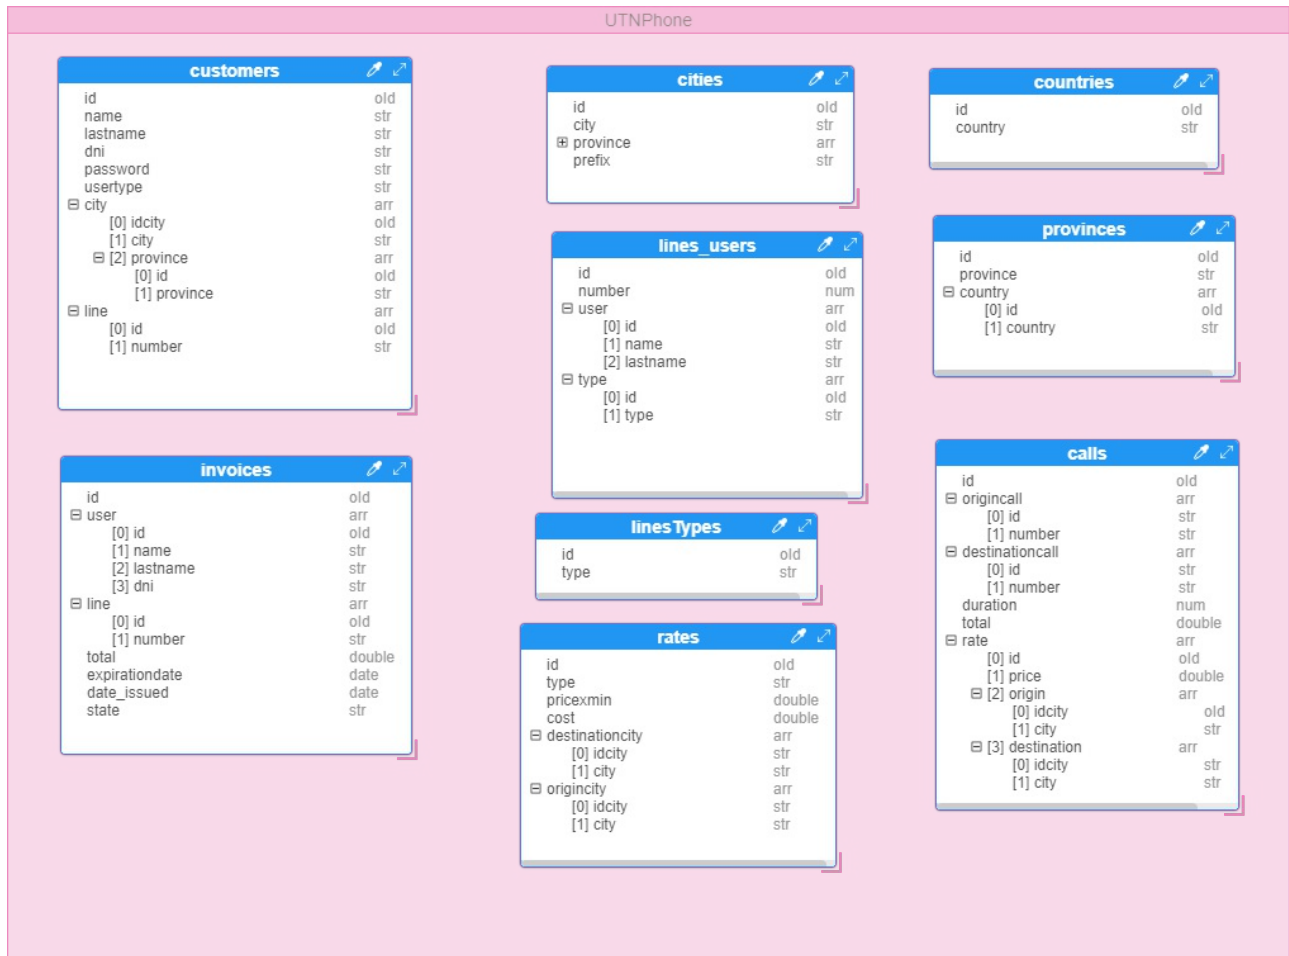 UTNPhone
customers
id old
name str
lastname str
dni str
password str
usertype str
city arr
[0] idcity old
[1] city str
[2] province arr
[0] id old
[1] province str
line arr
[0] id old
[1] number str
invoices
id old
user arr
[0] id old
[1] name str
[2] lastname str
[3] dni str
line arr
[0] id old
[1] number str
total double
expirationdate date
date_issued date
state str
cities
id old
city str
province arr
prefix str
lines_users
id old
number num
user arr
[0] id old
[1] name str
[2] lastname str
type arr
[0] id old
[1] type str
linesTypes
id old
type str
rates
id old
type str
pricexmin double
cost double
destinationcity arr
[0] idcity str
[1] city str
origincity arr
[0] idcity str
[1] city str
countries
id old
country str
provinces
id old
province str
country arr
[0] id old
[1] country str
calls
id old
origincall arr
[0] id str
[1] number str
destinationcall arr
[0] id str
[1] number str
duration num
total double
rate arr
[0] id old
[1] price double
[2] origin arr
[0] idcity old
[1] city str
[3] destination arr
[0] idcity str
[1] city str